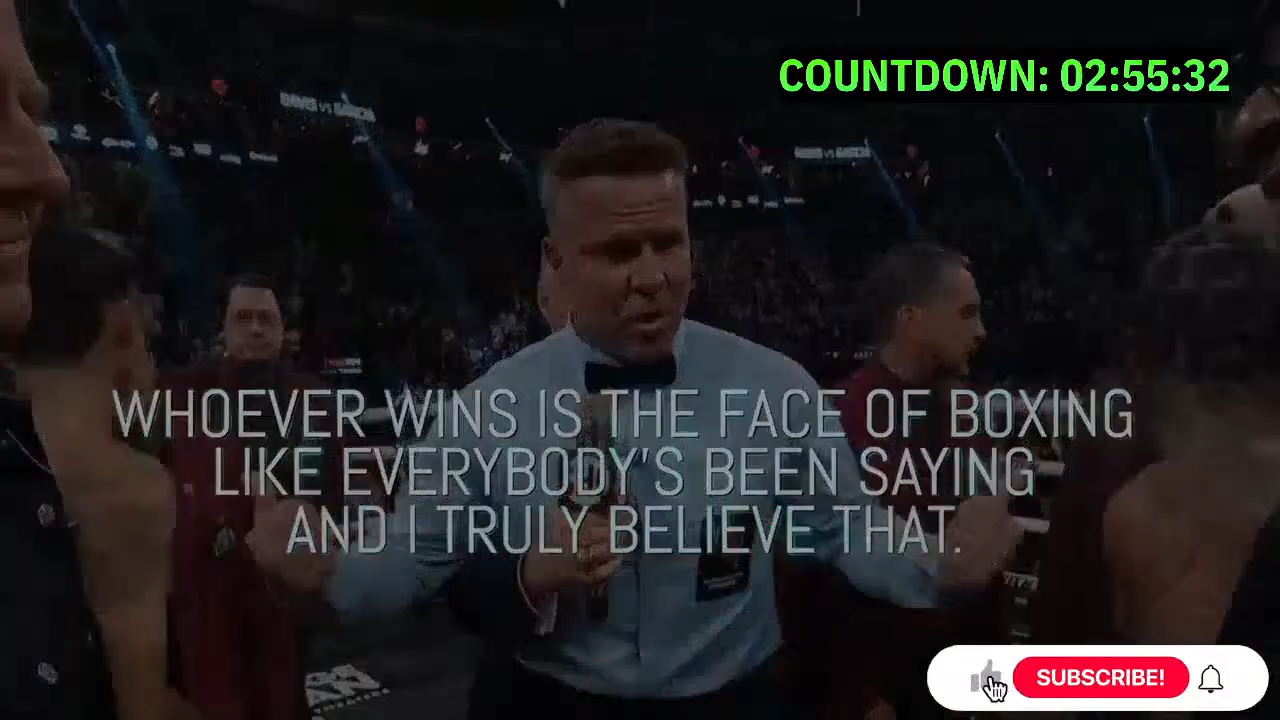 COUNTDOWN: 02:55:32
WHOEVER WINS IS THE FACE OF BOXING
LIKE EVERYBODY'S BEEN SAYING
AND I TRULY BELIEVE THAT.
SUBSCRIBE!